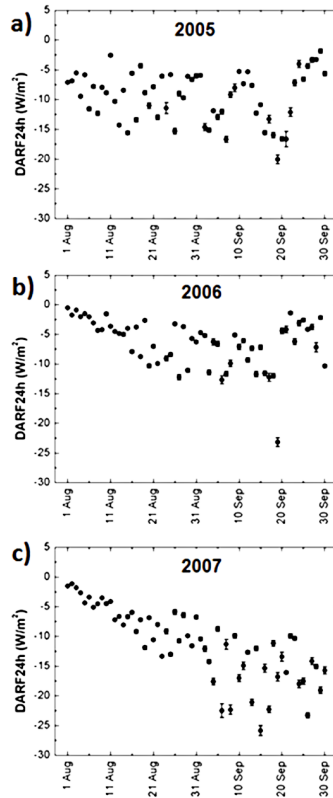 a)
2005
DARF24h (W/m²)
5
0
-5
-10
-15
-20
-25
-30
1 Aug
11 Aug
21 Aug
31 Aug
10 Sep
20 Sep
30 Sep
b)
2006
DARF24h (W/m²)
5
0
-5
-10
-15
-20
-25
-30
1 Aug
11 Aug
21 Aug
31 Aug
10 Sep
20 Sep
30 Sep
c)
2007
DARF24h (W/m²)
5
0
-5
-10
-15
-20
-25
-30
1 Aug
11 Aug
21 Aug
31 Aug
10 Sep
20 Sep
30 Sep